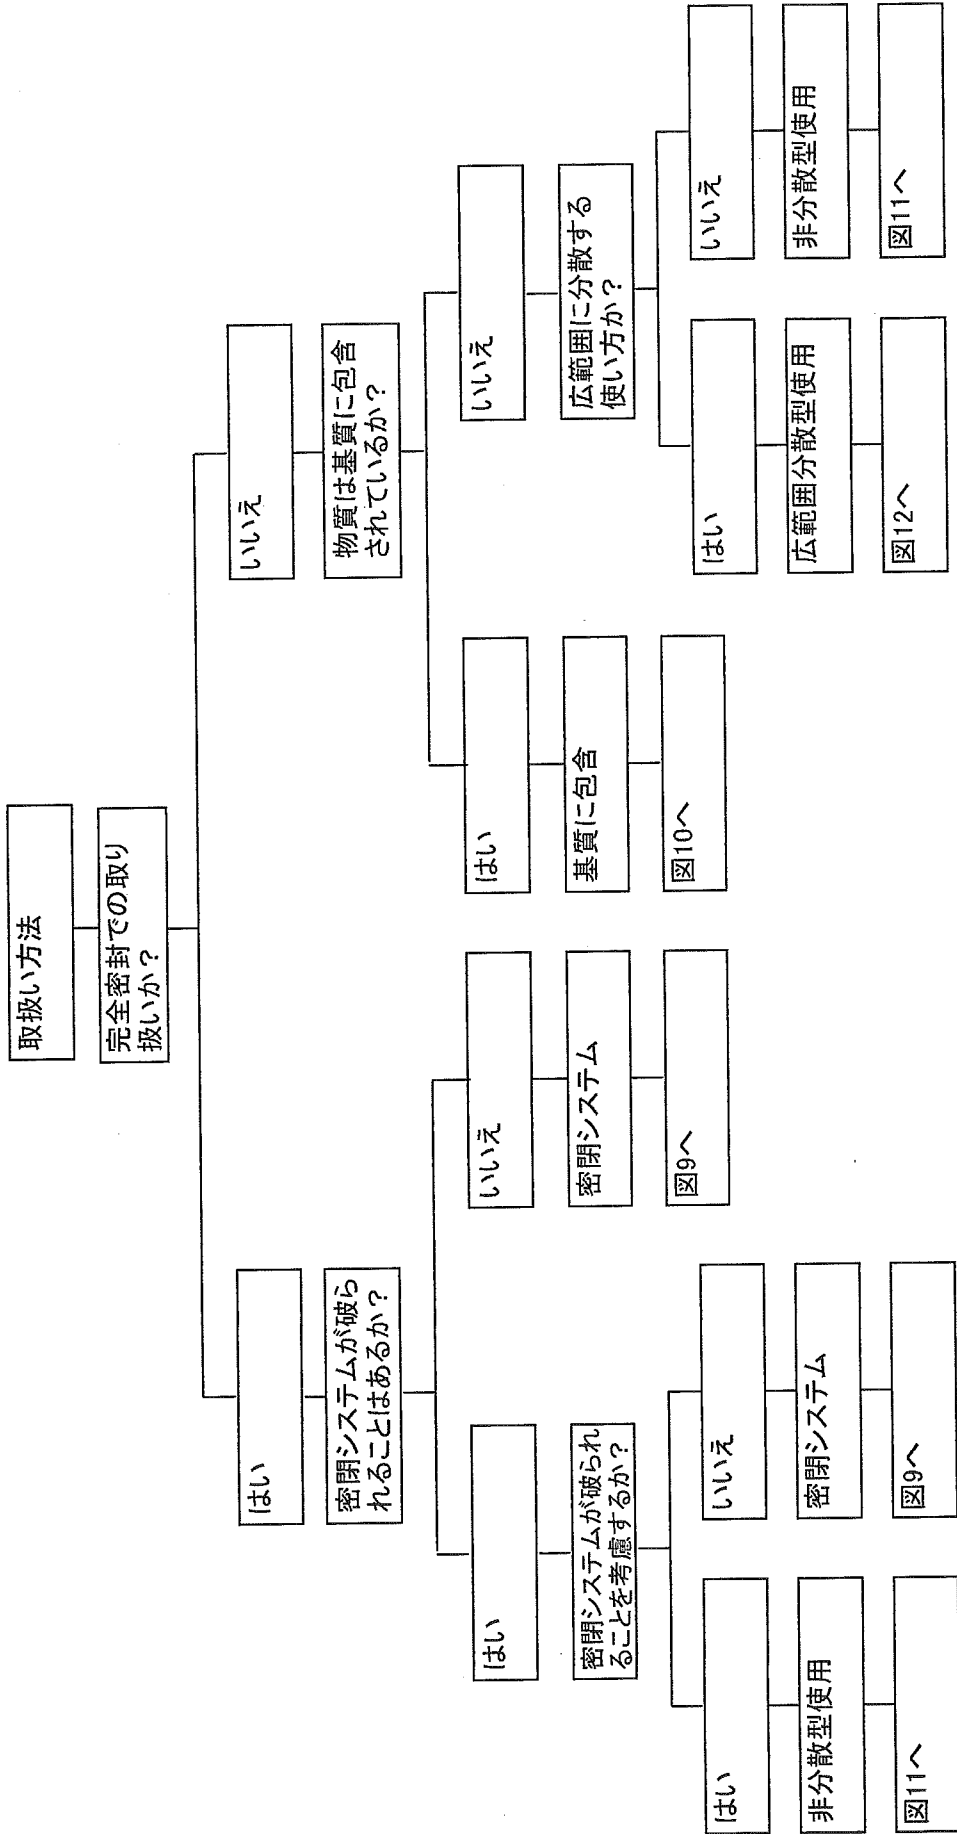 取扱い方法
完全密封での取り
扱いか？
はい
密閉システムが破ら
れることはあるか？
はい
密閉システムが破られ
ることを考慮するか？
はい
非分散型使用
図11へ
いいえ
密閉システム
図9へ
いいえ
密閉システム
図9へ
いいえ
物質は基質に包含
されているか？
はい
基質に包含
図10へ
いいえ
広範囲に分散する
使い方か？
はい
広範囲分散型使用
図12へ
いいえ
非分散型使用
図11へ